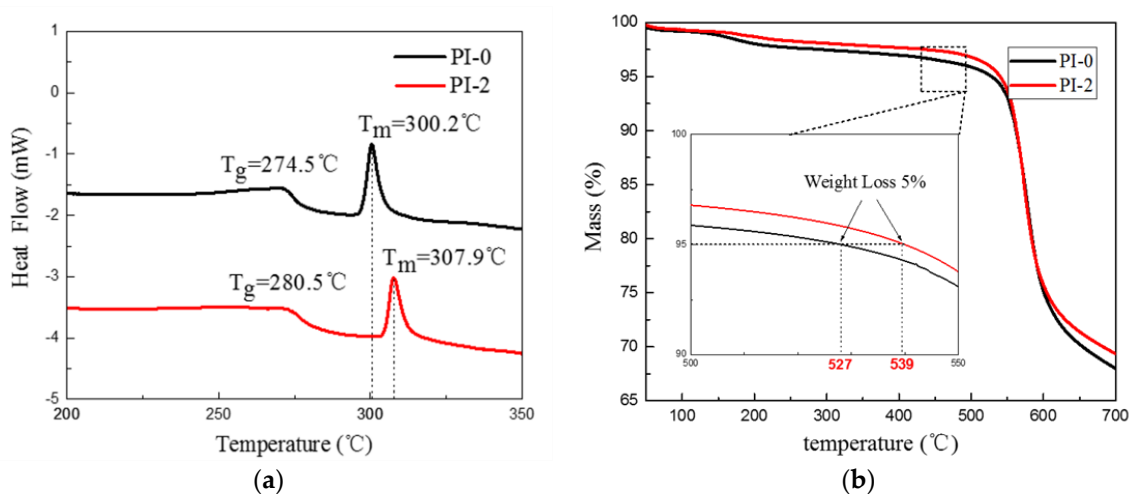 (a)
1
0
-1
-2
-3
-4
-5
Heat Flow (mW)
PI-0
PI-2
Tm=300.2℃
Tg=274.5℃
Tm=307.9℃
Tg=280.5℃
200
250
300
350
Temperature (℃)
(b)
100
95
90
85
80
75
70
65
Mass (%)
PI-0
PI-2
100
95
90
Weight Loss 5%
500
527
539
550
100
200
300
400
500
600
700
temperature (℃)